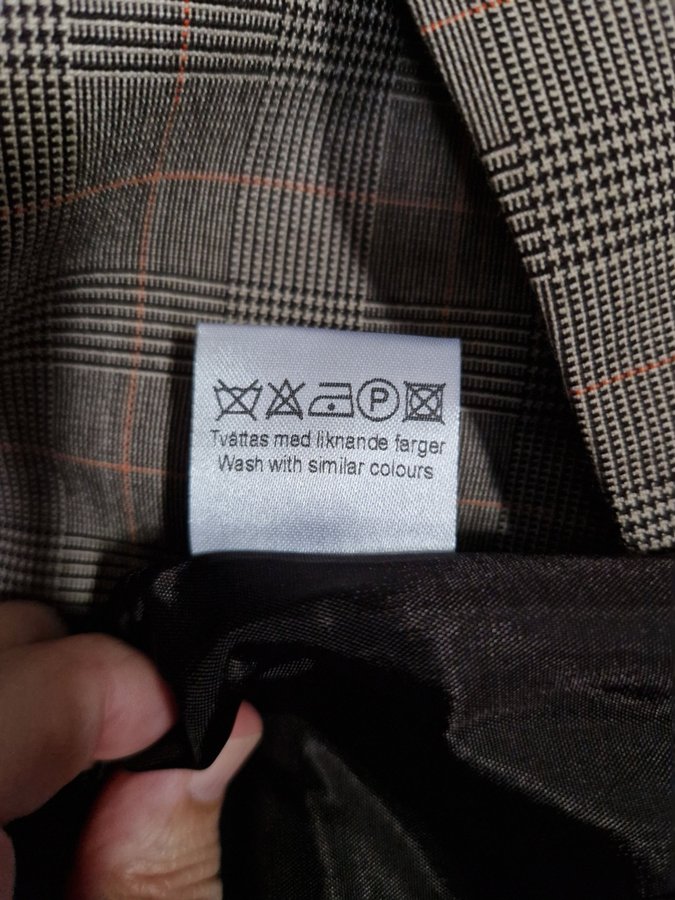 P
Tvättas med liknande färger
Wash with similar colours